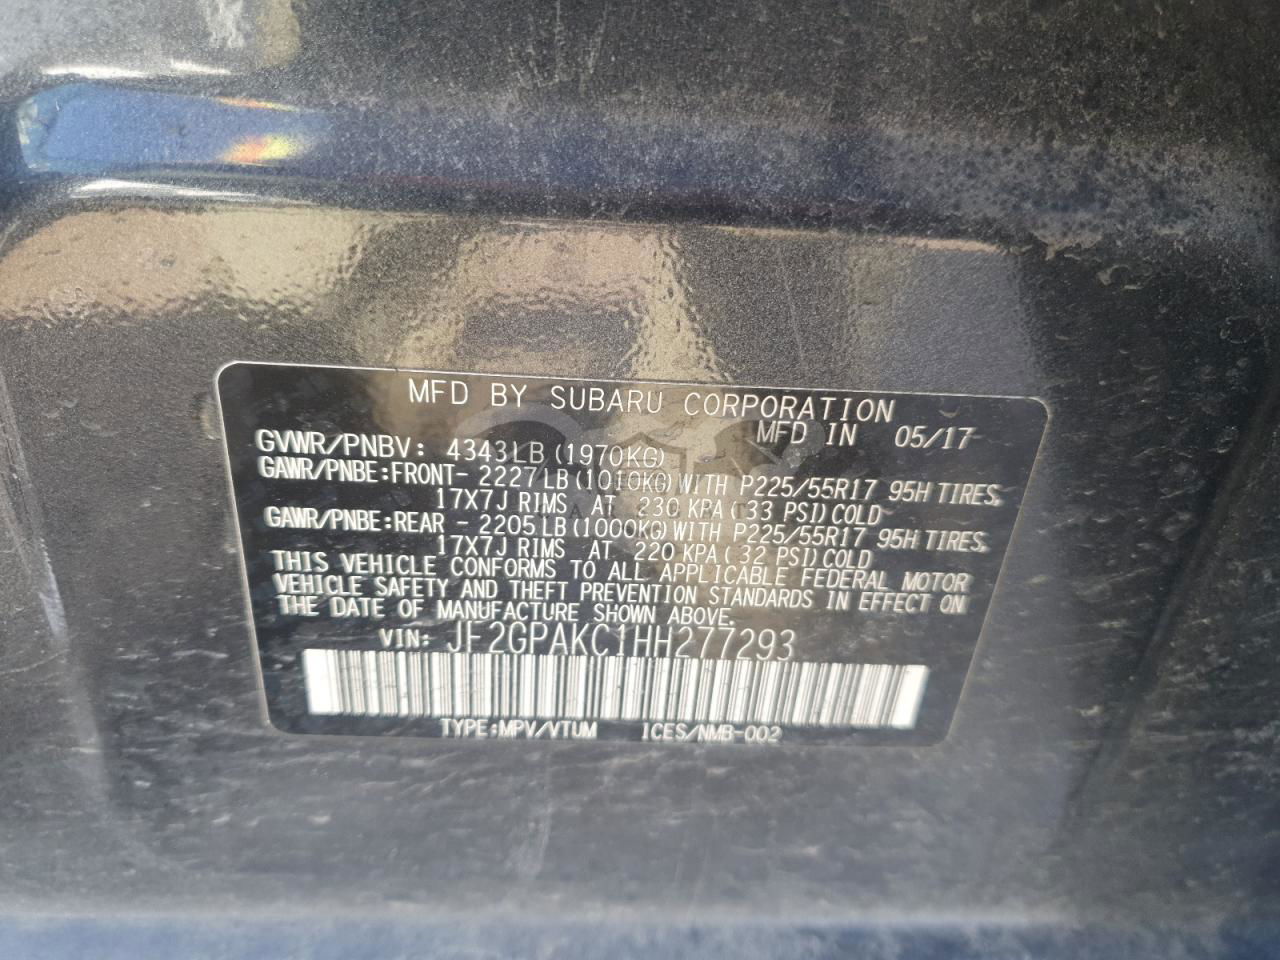 MFD BY SUBARU CORPORATION
MFD IN 05/17
GVWR/PNBV: 4343LB(1970KG)
GAWR/PNBE:FRONT- 2227LB(1010KG)WITH P225/55R17 95H TIRES,
17X7J RIMS AT 230 KPA(33 PSI)COLD
GAWR/PNBE:REAR - 2205LB(1000KG)WITH P225/55R17 95H TIRES,
17X7J RIMS AT 220 KPA(32 PSI)COLD
THIS VEHICLE CONFORMS TO ALL APPLICABLE FEDERAL MOTOR
VEHICLE SAFETY AND THEFT PREVENTION STANDARDS IN EFFECT ON
THE DATE OF MANUFACTURE SHOWN ABOVE.
VIN: JF2GPAKC1HH277293
TYPE:MPV/VTUM ICES/NMB-002